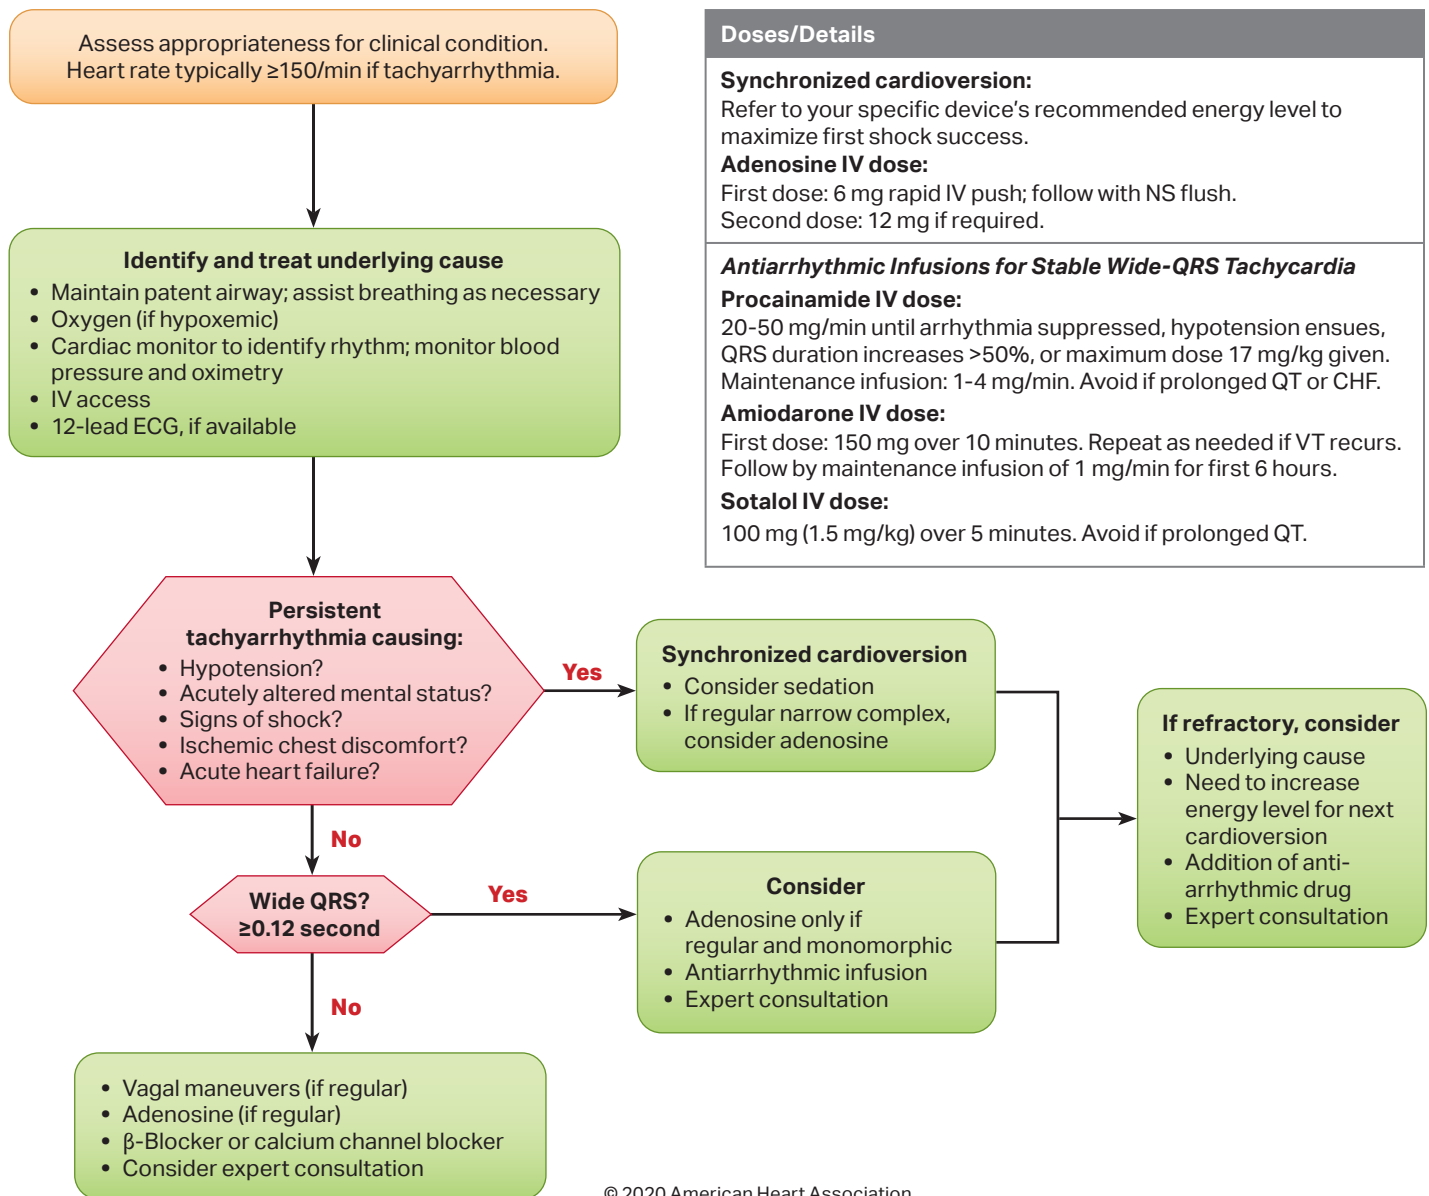 Assess appropriateness for clinical condition.
Heart rate typically ≥150/min if tachyarrhythmia.
Identify and treat underlying cause
• Maintain patent airway; assist breathing as necessary
• Oxygen (if hypoxemic)
• Cardiac monitor to identify rhythm; monitor blood
pressure and oximetry
• IV access
• 12-lead ECG, if available
Persistent
tachyarrhythmia causing:
• Hypotension?
• Acutely altered mental status?
• Signs of shock?
• Ischemic chest discomfort?
• Acute heart failure?
Yes
Synchronized cardioversion
• Consider sedation
• If regular narrow complex,
consider adenosine
No
Wide QRS?
≥0.12 second
Yes
Consider
• Adenosine only if
regular and monomorphic
• Antiarrhythmic infusion
• Expert consultation
If refractory, consider
• Underlying cause
• Need to increase
energy level for next
cardioversion
• Addition of anti-
arrhythmic drug
• Expert consultation
No
• Vagal maneuvers (if regular)
• Adenosine (if regular)
• β-Blocker or calcium channel blocker
• Consider expert consultation
Doses/Details
Synchronized cardioversion:
Refer to your specific device’s recommended energy level to
maximize first shock success.
Adenosine IV dose:
First dose: 6 mg rapid IV push; follow with NS flush.
Second dose: 12 mg if required.
Antiarrhythmic Infusions for Stable Wide-QRS Tachycardia
Procainamide IV dose:
20-50 mg/min until arrhythmia suppressed, hypotension ensues,
QRS duration increases >50%, or maximum dose 17 mg/kg given.
Maintenance infusion: 1-4 mg/min. Avoid if prolonged QT or CHF.
Amiodarone IV dose:
First dose: 150 mg over 10 minutes. Repeat as needed if VT recurs.
Follow by maintenance infusion of 1 mg/min for first 6 hours.
Sotalol IV dose:
100 mg (1.5 mg/kg) over 5 minutes. Avoid if prolonged QT.
© 2020 American Heart Association